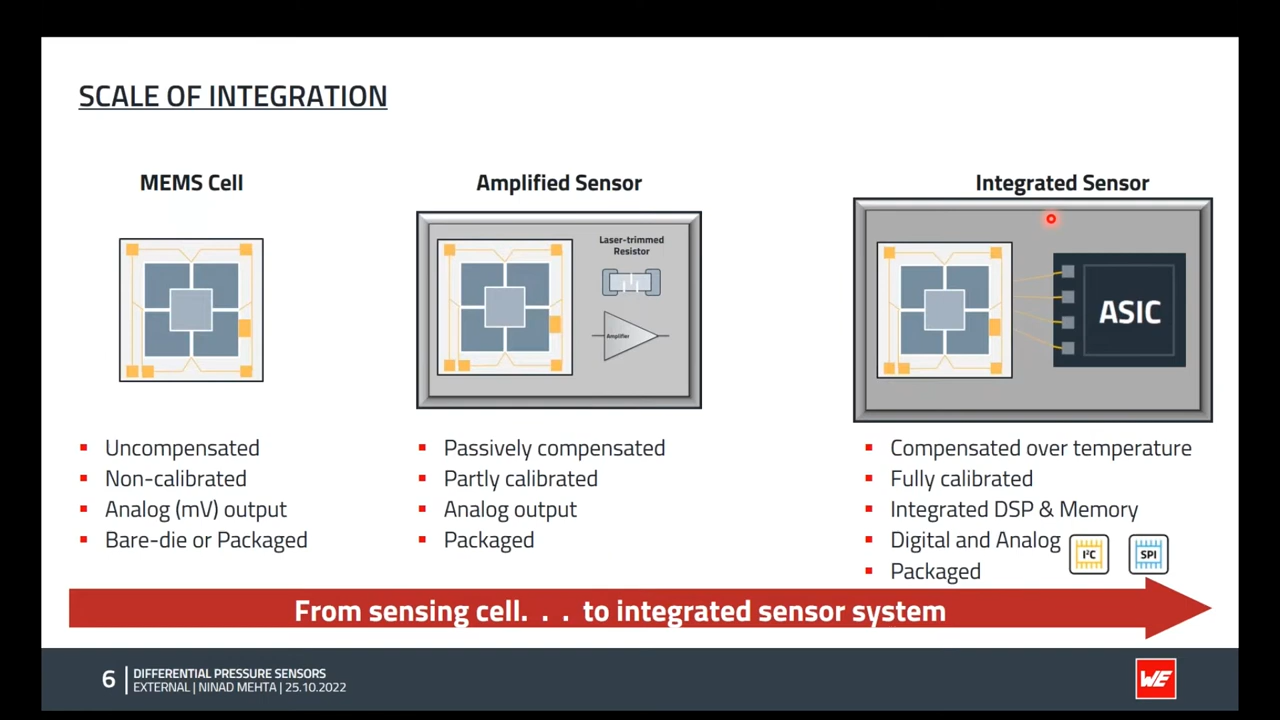 SCALE OF INTEGRATION
MEMS Cell
Uncompensated
Non-calibrated
Analog (mV) output
Bare-die or Packaged
Amplified Sensor
Laser-trimmed
Resistor
Amplifier
Passively compensated
Partly calibrated
Analog output
Packaged
Integrated Sensor
ASIC
Compensated over temperature
Fully calibrated
Integrated DSP & Memory
Digital and Analog
I²C
SPI
Packaged
From sensing cell. . . to integrated sensor system
6
DIFFERENTIAL PRESSURE SENSORS
EXTERNAL | NINAD MEHTA | 25.10.2022
WE